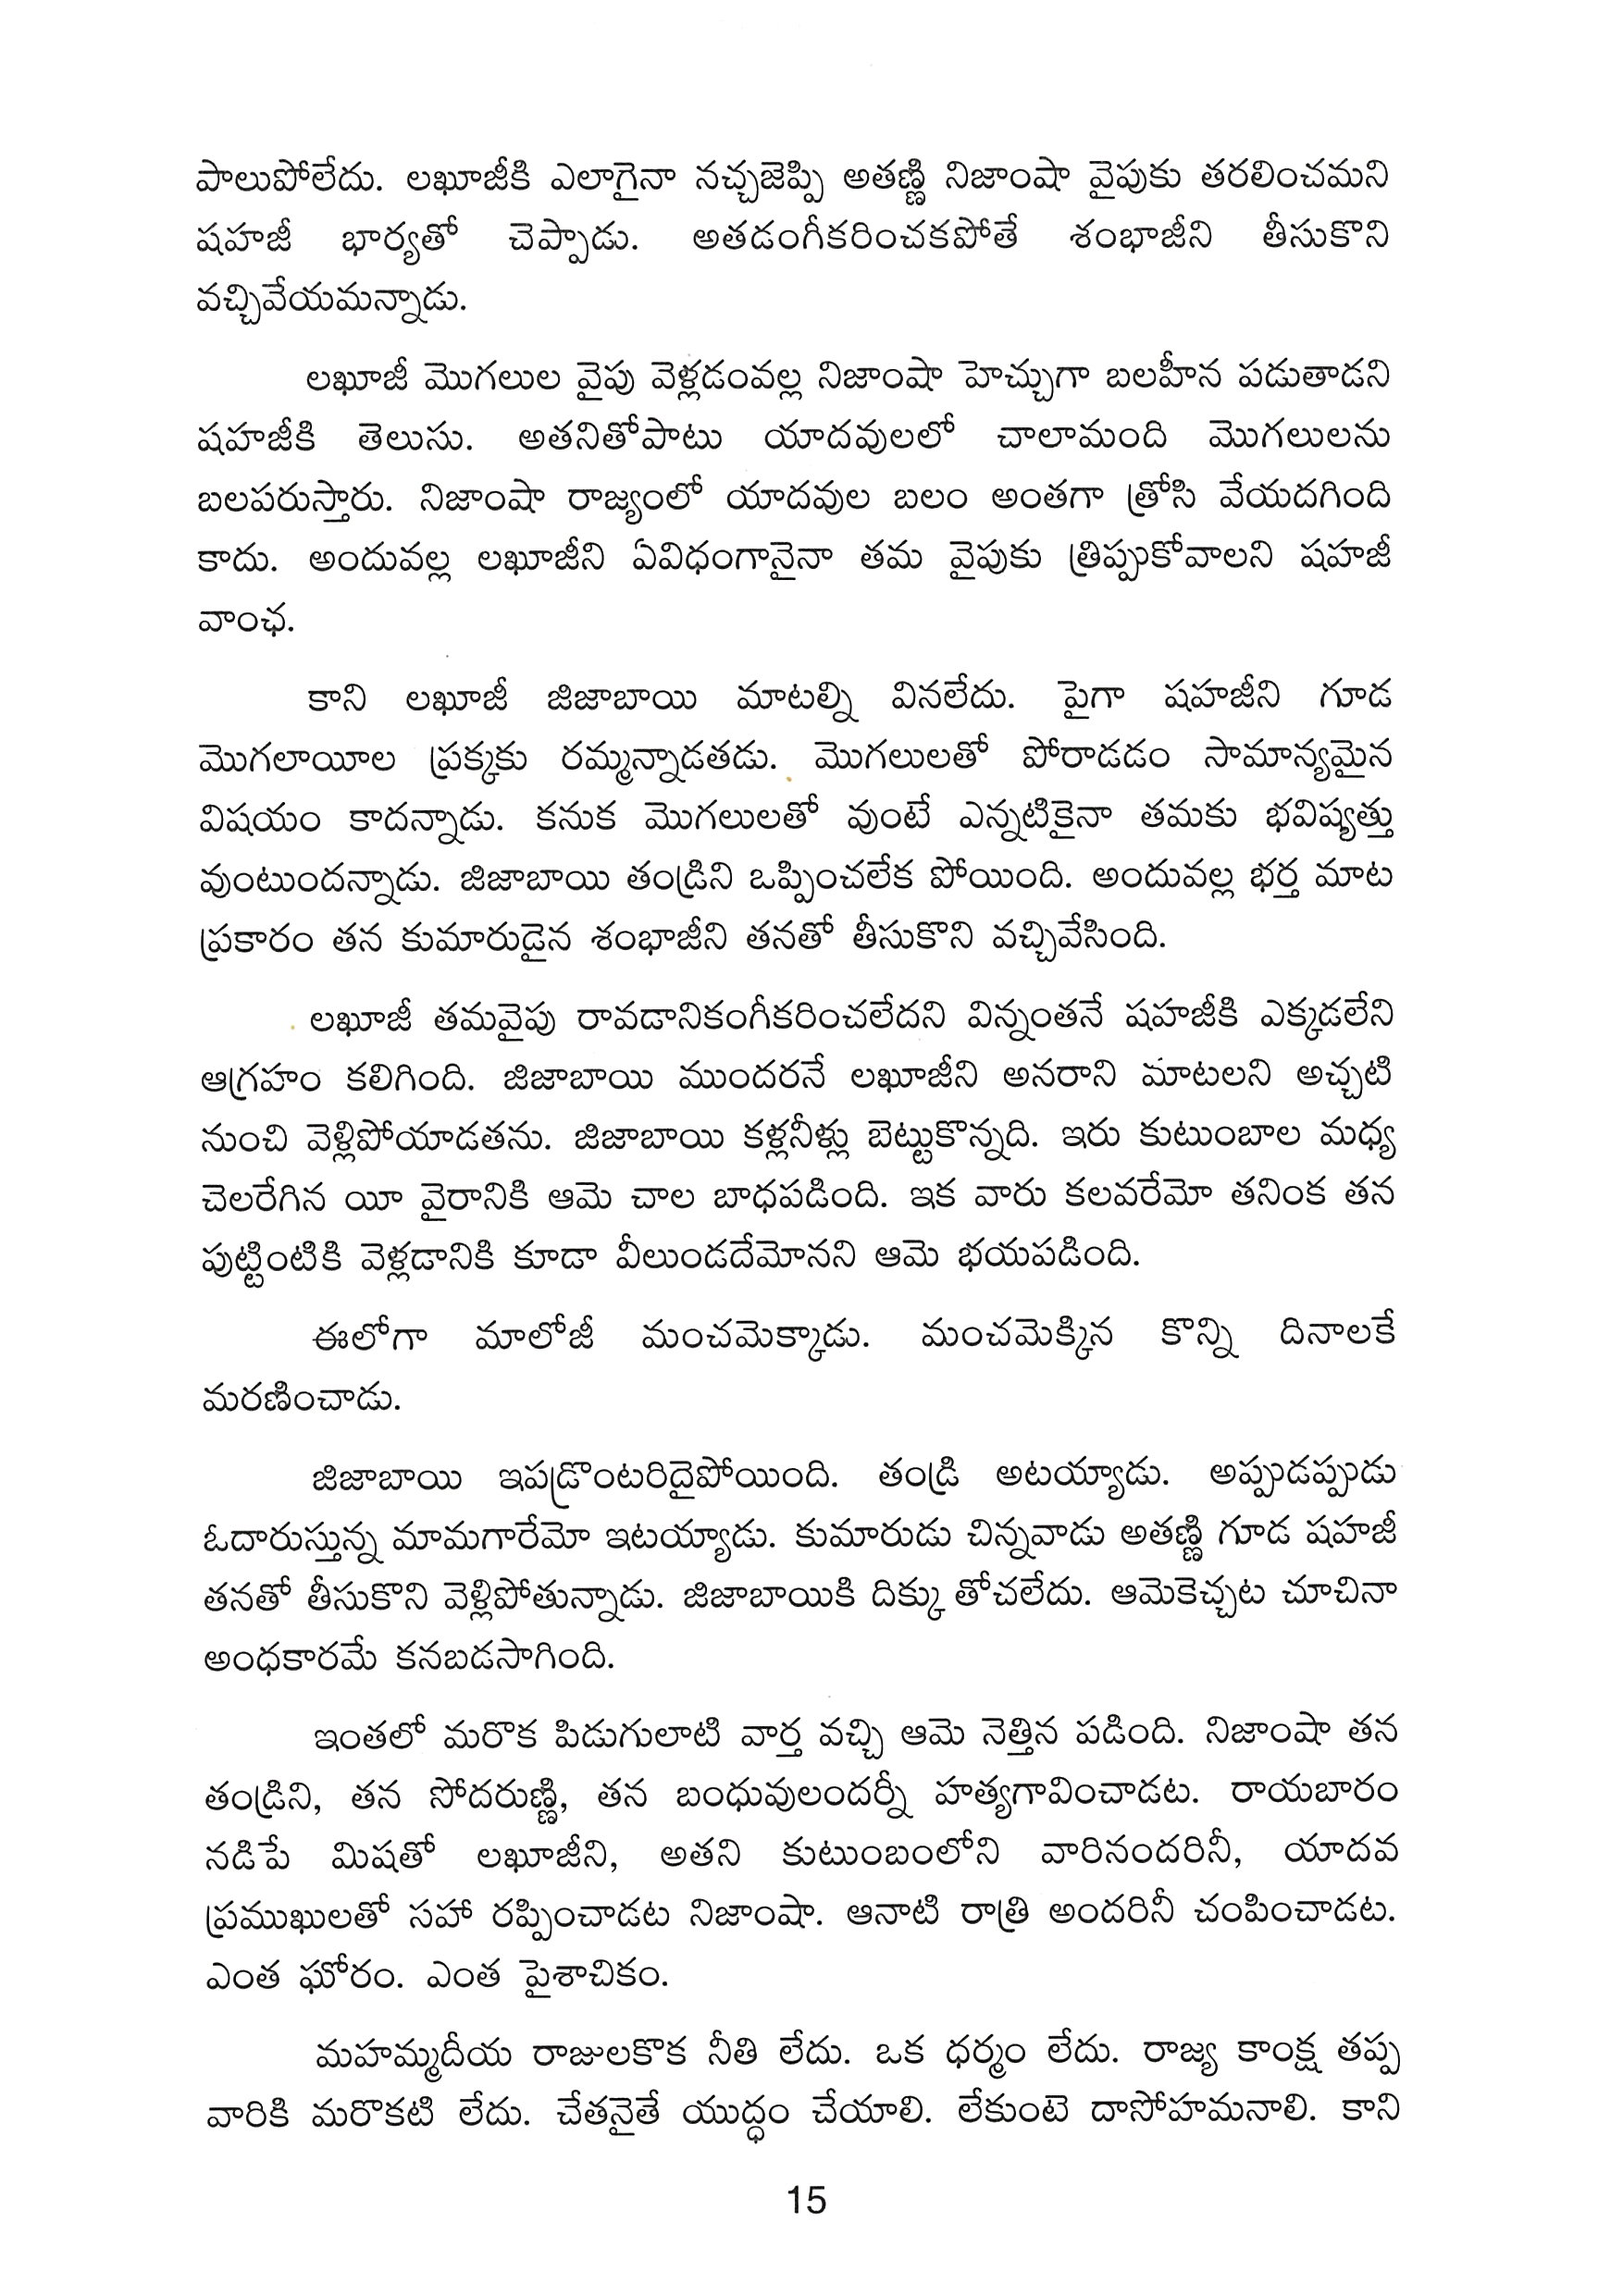 పాలుపోలేదు. లఖూజీకి ఎలాగైనా నచ్చజెప్పి అతణ్ణి నిజాంషా వైపుకు తరలించమని
షహజీ భార్యతో చెప్పాడు. అతడంగీకరించకపోతే శంభాజీని తీసుకొని
వచ్చివేయమన్నాడు.
లఖూజీ మొగలుల వైపు వెళ్లడంవల్ల నిజాంషా హెచ్చుగా బలహీన పడుతాడని
షహజీకి తెలుసు. అతనితోపాటు యాదవులలో చాలామంది మొగలులను
బలపరుస్తారు. నిజాంషా రాజ్యంలో యాదవుల బలం అంతగా త్రోసి వేయదగింది
కాదు. అందువల్ల లఖూజీని ఏవిధంగానైనా తమ వైపుకు త్రిప్పుకోవాలని షహజీ
వాంఛ.
కాని లఖూజీ జిజాబాయి మాటల్ని వినలేదు. పైగా షహజీని గూడ
మొగలాయీల ప్రక్కకు రమ్మన్నాడతడు. మొగలులతో పోరాడడం సామాన్యమైన
విషయం కాదన్నాడు. కనుక మొగలులతో వుంటే ఎన్నటికైనా తమకు భవిష్యత్తు
వుంటుందన్నాడు. జిజాబాయి తండ్రిని ఒప్పించలేక పోయింది. అందువల్ల భర్త మాట
ప్రకారం తన కుమారుడైన శంభాజీని తనతో తీసుకొని వచ్చివేసింది.
లఖూజీ తమవైపు రావడానికంగీకరించలేదని విన్నంతనే షహజీకి ఎక్కడలేని
ఆగ్రహం కలిగింది. జిజాబాయి ముందరనే లఖూజీని అనరాని మాటలని అచ్చటి
నుంచి వెళ్లిపోయాడతను. జిజాబాయి కళ్లనీళ్లు బెట్టుకొన్నది. ఇరు కుటుంబాల మధ్య
చెలరేగిన యీ వైరానికి ఆమె చాల బాధపడింది. ఇక వారు కలవరేమో తనింక తన
పుట్టింటికి వెళ్లడానికి కూడా వీలుండదేమోనని ఆమె భయపడింది.
ఈలోగా మాలోజీ మంచమెక్కాడు. మంచమెక్కిన కొన్ని దినాలకే
మరణించాడు.
జిజాబాయి ఇపడ్రొంటరిదైపోయింది. తండ్రి అటయ్యాడు. అప్పుడప్పుడు
ఓదారుస్తున్న మామగారేమో ఇటయ్యాడు. కుమారుడు చిన్నవాడు అతణ్ణి గూడ షహజీ
తనతో తీసుకొని వెళ్లిపోతున్నాడు. జిజాబాయికి దిక్కు తోచలేదు. ఆమెకెచ్చట చూచినా
అంధకారమే కనబడసాగింది.
ఇంతలో మరొక పిడుగులాటి వార్త వచ్చి ఆమె నెత్తిన పడింది. నిజాంషా తన
తండ్రిని, తన సోదరుణ్ణి, తన బంధువులందర్నీ హత్యగావించాడట. రాయబారం
నడిపే మిషతో లఖూజీని, అతని కుటుంబంలోని వారినందరినీ, యాదవ
ప్రముఖులతో సహా రప్పించాడట నిజాంషా. ఆనాటి రాత్రి అందరినీ చంపించాడట.
ఎంత ఘోరం. ఎంత పైశాచికం.
మహమ్మదీయ రాజులకొక నీతి లేదు. ఒక ధర్మం లేదు. రాజ్య కాంక్ష తప్ప
వారికి మరొకటి లేదు. చేతనైతే యుద్ధం చేయాలి. లేకుంటె దాసోహమనాలి. కాని
15